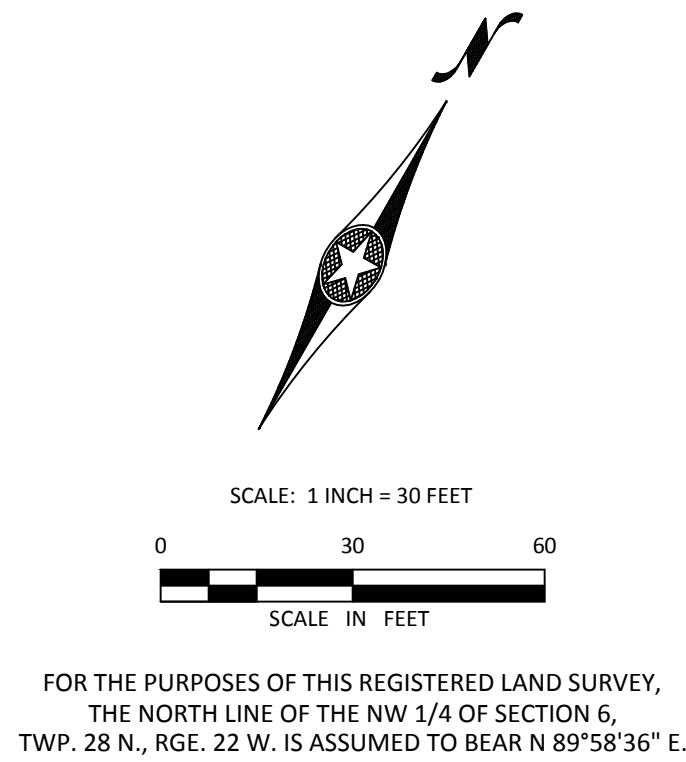 N
SCALE: 1 INCH = 30 FEET
0 30 60
SCALE IN FEET
FOR THE PURPOSES OF THIS REGISTERED LAND SURVEY,
THE NORTH LINE OF THE NW 1/4 OF SECTION 6,
TWP. 28 N., RGE. 22 W. IS ASSUMED TO BEAR N 89°58'36" E.